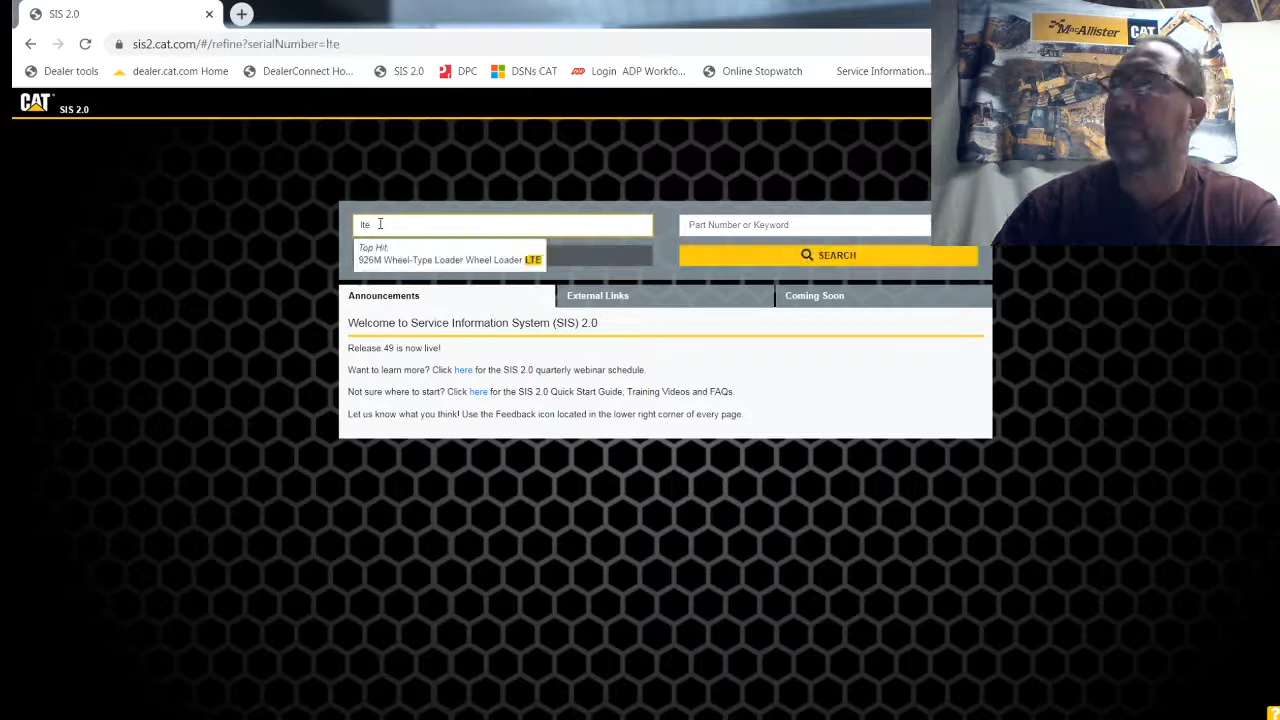 SIS 2.0
sis2.cat.com/#/refine?serialNumber=lte
Dealer tools
dealer.cat.com Home
DealerConnect Ho...
SIS 2.0
DPC
DSNs CAT
Login ADP Workfo...
Online Stopwatch
Service Information...
CAT SIS 2.0
MacAllister CAT
lte
Part Number or Keyword
Top Hit:
926M Wheel-Type Loader Wheel Loader LTE
SEARCH
Announcements
External Links
Coming Soon
Welcome to Service Information System (SIS) 2.0
Release 49 is now live!
Want to learn more? Click here for the SIS 2.0 quarterly webinar schedule.
Not sure where to start? Click here for the SIS 2.0 Quick Start Guide, Training Videos and FAQs.
Let us know what you think! Use the Feedback icon located in the lower right corner of every page.
?